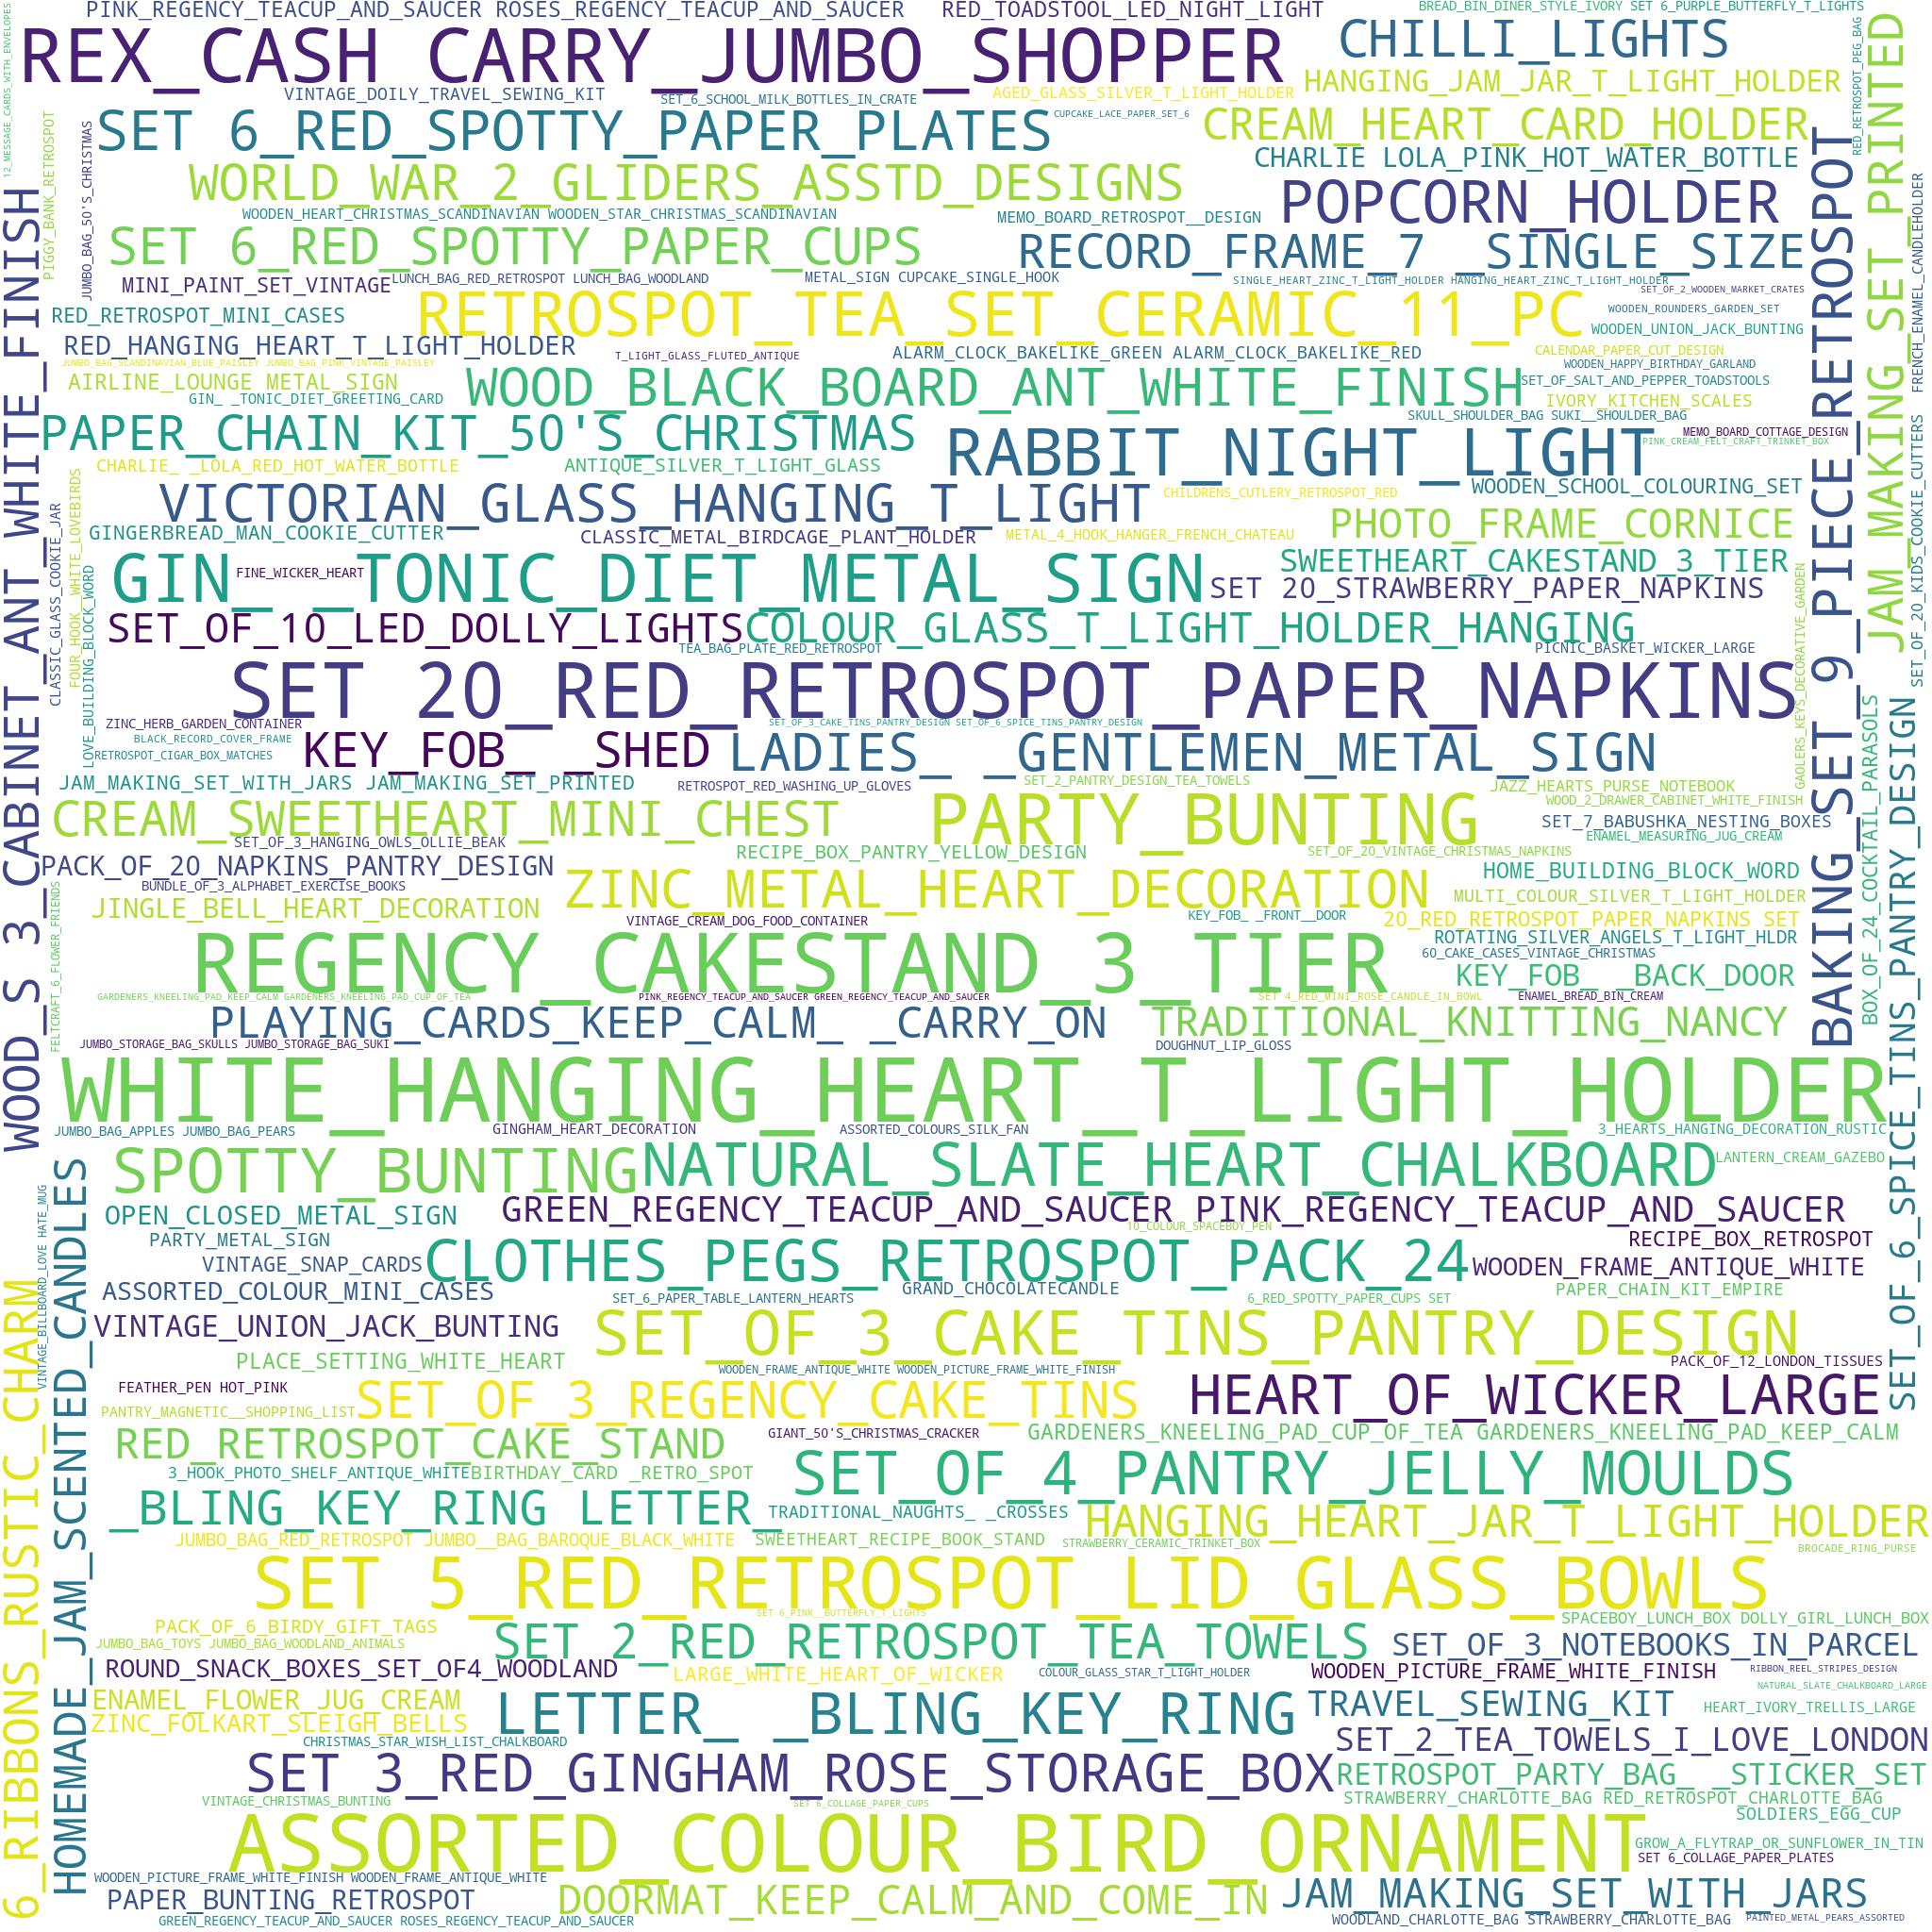 PINK_REGENCY_TEACUP_AND_SAUCER ROSES_REGENCY_TEACUP_AND_SAUCER
RED_TOADSTOOL_LED_NIGHT_LIGHT
BREAD_BIN_DINER_STYLE_IVORY SET
6_PURPLE_BUTTERFLY_T_LIGHTS
REX_CASH_CARRY_JUMBO_SHOPPER
CHILLI_LIGHTS
HANGING_JAM_JAR_T_LIGHT_HOLDER
VINTAGE_DOILY_TRAVEL_SEWING_KIT
SET_6_SCHOOL_MILK_BOTTLES_IN_CRATE
AGED_GLASS_SILVER_T_LIGHT_HOLDER
CUPCAKE_LACE_PAPER_SET_6
SET 6_RED_SPOTTY_PAPER_PLATES
CREAM_HEART_CARD_HOLDER
CHARLIE LOLA_PINK_HOT_WATER_BOTTLE
WORLD_WAR_2_GLIDERS_ASSTD_DESIGNS
POPCORN_HOLDER
WOODEN_HEART_CHRISTMAS_SCANDINAVIAN WOODEN_STAR_CHRISTMAS_SCANDINAVIAN
MEMO_BOARD_RETROSPOT__DESIGN
SET 6_RED_SPOTTY_PAPER_CUPS
RECORD_FRAME_7 _SINGLE_SIZE
MINI_PAINT_SET_VINTAGE
LUNCH_BAG_RED_RETROSPOT LUNCH_BAG_WOODLAND
METAL_SIGN CUPCAKE_SINGLE_HOOK
SINGLE_HEART_ZINC_T_LIGHT_HOLDER HANGING_HEART_ZINC_T_LIGHT_HOLDER
SET_OF_2_WOODEN_MARKET_CRATES
RED_RETROSPOT_MINI_CASES
RETROSPOT_TEA_SET_CERAMIC_11_PC
WOODEN_ROUNDERS_GARDEN_SET
WOODEN_UNION_JACK_BUNTING
RED_HANGING_HEART_T_LIGHT_HOLDER
T_LIGHT_GLASS_FLUTED_ANTIQUE
ALARM_CLOCK_BAKELIKE_GREEN ALARM_CLOCK_BAKELIKE_RED
CALENDAR_PAPER_CUT_DESIGN
JUMBO_BAG_SCANDINAVIAN_BLUE_PAISLEY JUMBO_BAG_PINK_VINTAGE_PAISLEY
WOODEN_HAPPY_BIRTHDAY_GARLAND
AIRLINE_LOUNGE METAL_SIGN
WOOD_BLACK_BOARD_ANT_WHITE_FINISH
SET_OF_SALT_AND_PEPPER_TOADSTOOLS
GIN_ _TONIC_DIET_GREETING_CARD
IVORY_KITCHEN_SCALES
SKULL_SHOULDER_BAG SUKI__SHOULDER_BAG
PAPER_CHAIN_KIT_50'S_CHRISTMAS
RABBIT_NIGHT_LIGHT
MEMO_BOARD_COTTAGE_DESIGN
PINK_CREAM_FELT_CRAFT_TRINKET_BOX
CHARLIE_ _LOLA_RED_HOT_WATER_BOTTLE
ANTIQUE_SILVER_T_LIGHT_GLASS
VICTORIAN_GLASS_HANGING_T_LIGHT
CHILDRENS_CUTLERY_RETROSPOT_RED
WOODEN_SCHOOL_COLOURING_SET
GINGERBREAD_MAN_COOKIE_CUTTER
CLASSIC_METAL_BIRDCAGE_PLANT_HOLDER
METAL_4_HOOK_HANGER_FRENCH_CHATEAU
PHOTO_FRAME_CORNICE
GIN_ _TONIC_DIET_METAL_SIGN
FINE_WICKER_HEART
SWEETHEART_CAKESTAND_3_TIER
SET 20_STRAWBERRY_PAPER_NAPKINS
SET_OF_10_LED_DOLLY_LIGHTS
COLOUR_GLASS_T_LIGHT_HOLDER_HANGING
TEA_BAG_PLATE_RED_RETROSPOT
PICNIC_BASKET_WICKER_LARGE
SET 20_RED_RETROSPOT_PAPER_NAPKINS
ZINC_HERB_GARDEN_CONTAINER
SET_OF_3_CAKE_TINS_PANTRY_DESIGN SET_OF_6_SPICE_TINS_PANTRY_DESIGN
BLACK_RECORD_COVER_FRAME
RETROSPOT_CIGAR_BOX_MATCHES
KEY_FOB_ _SHED
LADIES_ _GENTLEMEN_METAL_SIGN
JAM_MAKING_SET_WITH_JARS JAM_MAKING_SET_PRINTED
RETROSPOT_RED_WASHING_UP_GLOVES
SET_2_PANTRY_DESIGN_TEA_TOWELS
JAZZ_HEARTS_PURSE_NOTEBOOK
WOOD_2_DRAWER_CABINET_WHITE_FINISH
CREAM_SWEETHEART_MINI_CHEST
PARTY_BUNTING
SET_7_BABUSHKA_NESTING_BOXES
ENAMEL_MEASURING_JUG_CREAM
SET_OF_3_HANGING_OWLS_OLLIE_BEAK
RECIPE_BOX_PANTRY_YELLOW_DESIGN
SET_OF_20_VINTAGE_CHRISTMAS_NAPKINS
PACK_OF_20_NAPKINS_PANTRY_DESIGN
HOME_BUILDING_BLOCK_WORD
BUNDLE_OF_3_ALPHABET_EXERCISE_BOOKS
ZINC_METAL_HEART_DECORATION
MULTI_COLOUR_SILVER_T_LIGHT_HOLDER
JINGLE_BELL_HEART_DECORATION
VINTAGE_CREAM_DOG_FOOD_CONTAINER
KEY_FOB_ _FRONT__DOOR
20_RED_RETROSPOT_PAPER_NAPKINS SET
ROTATING_SILVER_ANGELS_T_LIGHT_HLDR
REGENCY_CAKESTAND_3_TIER
60_CAKE_CASES_VINTAGE_CHRISTMAS
KEY_FOB_ _BACK_DOOR
GARDENERS_KNEELING_PAD_KEEP_CALM GARDENERS_KNEELING_PAD_CUP_OF_TEA
PINK_REGENCY_TEACUP_AND_SAUCER GREEN_REGENCY_TEACUP_AND_SAUCER
SET 4_RED_MINI_ROSE_CANDLE_IN_BOWL
ENAMEL_BREAD_BIN_CREAM
PLAYING_CARDS_KEEP_CALM_ _CARRY_ON
TRADITIONAL_KNITTING_NANCY
JUMBO_STORAGE_BAG_SKULLS JUMBO_STORAGE_BAG_SUKI
DOUGHNUT_LIP_GLOSS
WHITE_HANGING_HEART_T_LIGHT_HOLDER
JUMBO_BAG_APPLES JUMBO_BAG_PEARS
GINGHAM_HEART_DECORATION
ASSORTED_COLOURS_SILK_FAN
3_HEARTS_HANGING_DECORATION_RUSTIC
SPOTTY_BUNTING
NATURAL_SLATE_HEART_CHALKBOARD
LANTERN_CREAM_GAZEBO
OPEN_CLOSED_METAL_SIGN
GREEN_REGENCY_TEACUP_AND_SAUCER PINK_REGENCY_TEACUP_AND_SAUCER
10_COLOUR_SPACEBOY_PEN
PARTY_METAL_SIGN
RECIPE_BOX_RETROSPOT
VINTAGE_SNAP_CARDS
CLOTHES_PEGS_RETROSPOT_PACK_24
WOODEN_FRAME_ANTIQUE_WHITE
ASSORTED_COLOUR_MINI_CASES
SET_6_PAPER_TABLE_LANTERN_HEARTS
GRAND_CHOCOLATECANDLE
6_RED_SPOTTY_PAPER_CUPS SET
PAPER_CHAIN_KIT_EMPIRE
VINTAGE_UNION_JACK_BUNTING
SET_OF_3_CAKE_TINS_PANTRY_DESIGN
PLACE_SETTING_WHITE_HEART
WOODEN_FRAME_ANTIQUE_WHITE WOODEN_PICTURE_FRAME_WHITE_FINISH
PACK_OF_12_LONDON_TISSUES
FEATHER_PEN HOT_PINK
PANTRY_MAGNETIC__SHOPPING_LIST
SET_OF_3_REGENCY_CAKE_TINS
HEART_OF_WICKER_LARGE
RED_RETROSPOT_CAKE_STAND
GIANT_50'S_CHRISTMAS_CRACKER
GARDENERS_KNEELING_PAD_CUP_OF_TEA GARDENERS_KNEELING_PAD_KEEP_CALM
3_HOOK_PHOTO_SHELF_ANTIQUE_WHITE
BIRTHDAY_CARD _RETRO_SPOT
SET_OF_4_PANTRY_JELLY_MOULDS
_BLING_KEY_RING LETTER_
TRADITIONAL_NAUGHTS_ _CROSSES
HANGING_HEART_JAR_T_LIGHT_HOLDER
JUMBO_BAG_RED_RETROSPOT JUMBO__BAG_BAROQUE_BLACK_WHITE
SWEETHEART_RECIPE_BOOK_STAND
STRAWBERRY_CERAMIC_TRINKET_BOX
BROCADE_RING_PURSE
SET 5_RED_RETROSPOT_LID_GLASS_BOWLS
SET 6_PINK__BUTTERFLY_T_LIGHTS
SPACEBOY_LUNCH_BOX DOLLY_GIRL_LUNCH_BOX
PACK_OF_6_BIRDY_GIFT_TAGS
JUMBO_BAG_TOYS JUMBO_BAG_WOODLAND_ANIMALS
SET 2_RED_RETROSPOT_TEA_TOWELS
SET_OF_3_NOTEBOOKS_IN_PARCEL
ROUND_SNACK_BOXES_SET_OF4_WOODLAND
LARGE_WHITE_HEART_OF_WICKER
COLOUR_GLASS_STAR_T_LIGHT_HOLDER
WOODEN_PICTURE_FRAME_WHITE_FINISH
RIBBON_REEL_STRIPES_DESIGN
NATURAL_SLATE_CHALKBOARD_LARGE
ENAMEL_FLOWER_JUG_CREAM
LETTER_ _BLING_KEY_RING
TRAVEL_SEWING_KIT
HEART_IVORY_TRELLIS_LARGE
ZINC_FOLKART_SLEIGH_BELLS
CHRISTMAS_STAR_WISH_LIST_CHALKBOARD
SET_2_TEA_TOWELS_I_LOVE_LONDON
SET 3_RED_GINGHAM_ROSE_STORAGE_BOX
RETROSPOT_PARTY_BAG_ _STICKER_SET
VINTAGE_CHRISTMAS_BUNTING
SET 6_COLLAGE_PAPER_CUPS
STRAWBERRY_CHARLOTTE_BAG RED_RETROSPOT_CHARLOTTE_BAG
SOLDIERS_EGG_CUP
ASSORTED_COLOUR_BIRD_ORNAMENT
GROW_A_FLYTRAP_OR_SUNFLOWER_IN_TIN
SET 6_COLLAGE_PAPER_PLATES
WOODEN_PICTURE_FRAME_WHITE_FINISH WOODEN_FRAME_ANTIQUE_WHITE
PAPER_BUNTING_RETROSPOT
DOORMAT_KEEP_CALM_AND_COME_IN
JAM_MAKING_SET_WITH_JARS
GREEN_REGENCY_TEACUP_AND_SAUCER ROSES_REGENCY_TEACUP_AND_SAUCER
WOODLAND_CHARLOTTE_BAG STRAWBERRY_CHARLOTTE_BAG
PAINTED_METAL_PEARS_ASSORTED
12_MESSAGE_CARDS_WITH_ENVELOPES
WOOD_S_3_CABINET_ANT_WHITE_FINISH
PIGGY_BANK_RETROSPOT
JUMBO_BAG_50'S_CHRISTMAS
CLASSIC_GLASS_COOKIE_JAR
FOUR_HOOK__WHITE_LOVEBIRDS
LOVE_BUILDING_BLOCK_WORD
FELTCRAFT_6_FLOWER_FRIENDS
6_RIBBONS_RUSTIC_CHARM
VINTAGE_BILLBOARD_LOVE HATE_MUG
HOMEMADE_JAM_SCENTED_CANDLES
GAOLERS_KEYS_DECORATIVE_GARDEN
BAKING_SET_9_PIECE_RETROSPOT
RED_RETROSPOT_PEG_BAG
JAM_MAKING_SET_PRINTED
FRENCH_ENAMEL_CANDLEHOLDER
SET_OF_20_KIDS_COOKIE_CUTTERS
BOX_OF_24_COCKTAIL_PARASOLS
SET_OF_6_SPICE_TINS_PANTRY_DESIGN